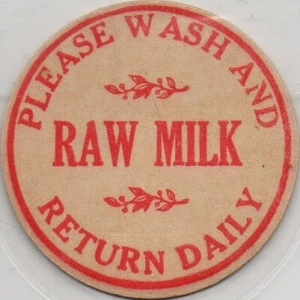 PLEASE WASH AND
RAW MILK
RETURN DAILY